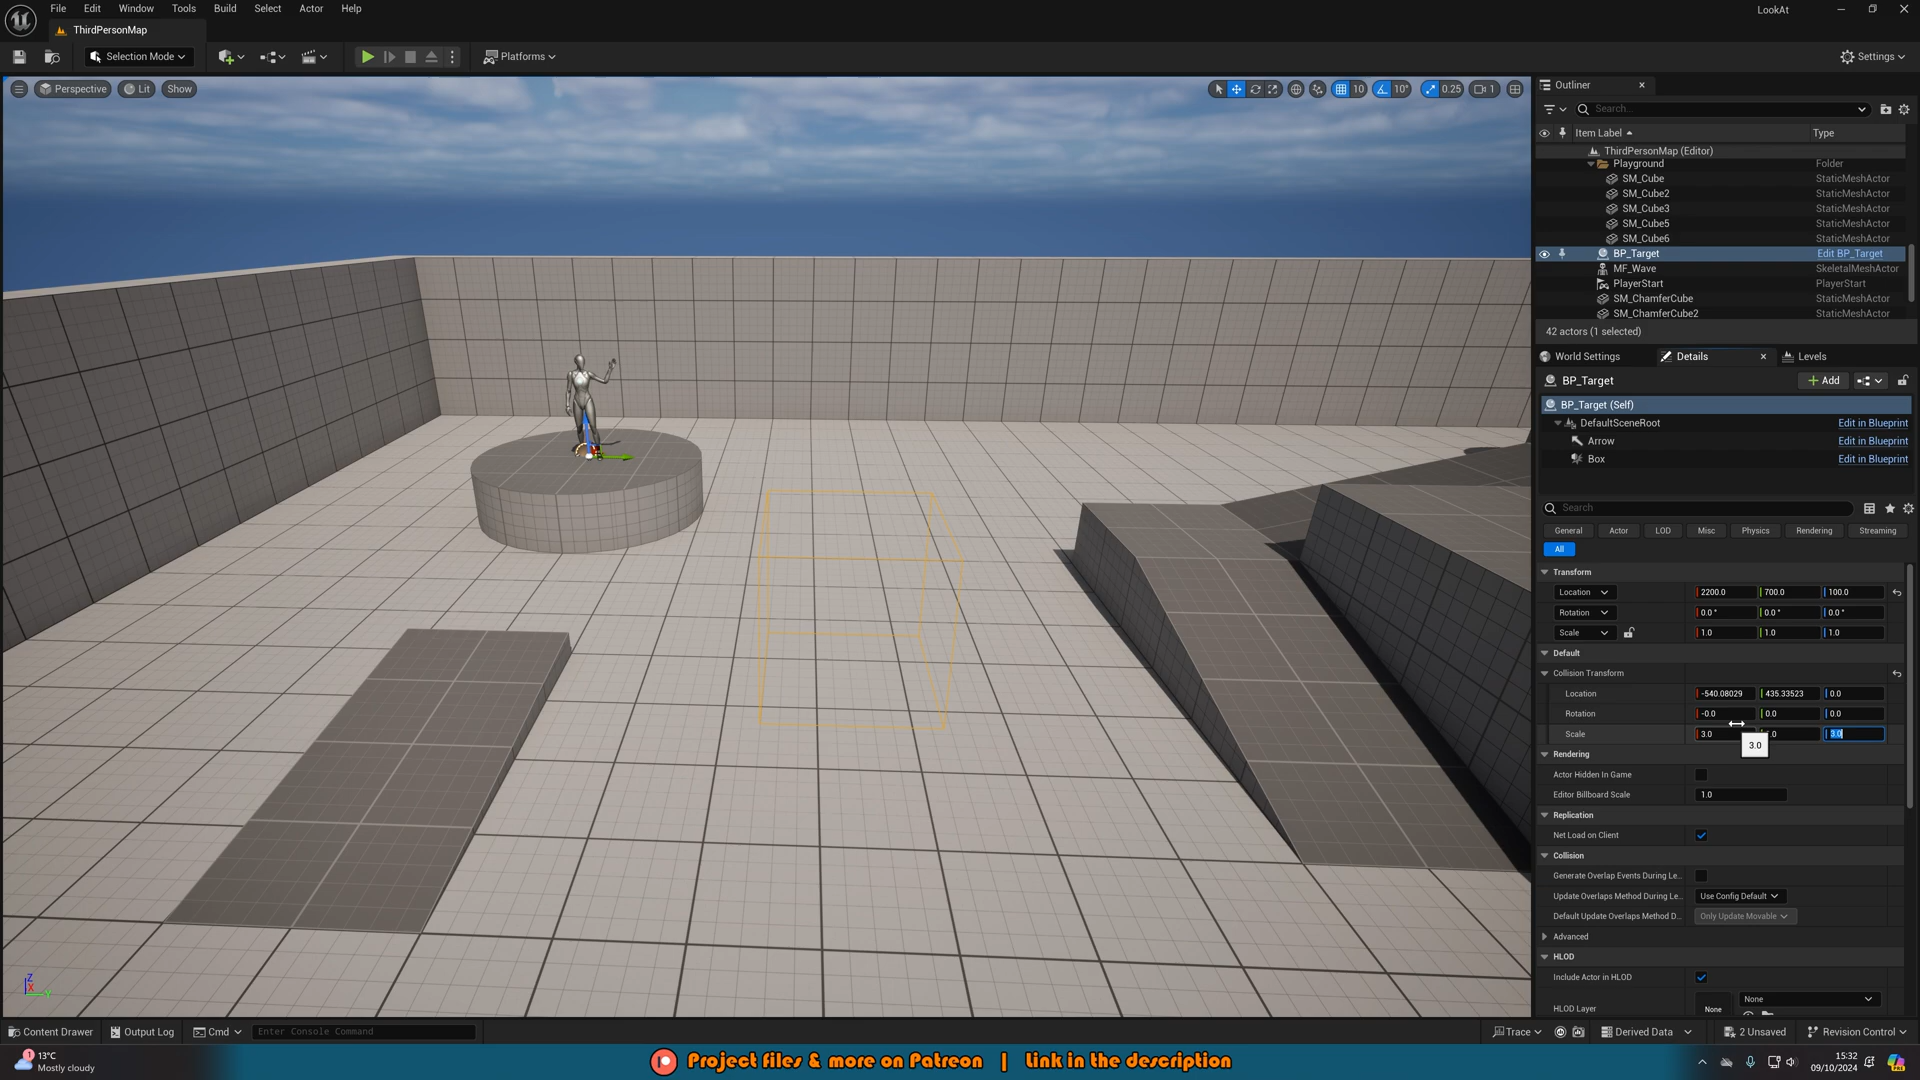 File Edit Window Tools Build Select Actor Help
LookAt
ThirdPersonMap
Selection Mode
Platforms
Settings
Perspective Lit Show
10 10° 0.25 1
Outliner
Search...
Item Label Type
ThirdPersonMap (Editor)
Playground Folder
SM_Cube StaticMeshActor
SM_Cube2 StaticMeshActor
SM_Cube3 StaticMeshActor
SM_Cube5 StaticMeshActor
SM_Cube6 StaticMeshActor
BP_Target Edit BP_Target
MF_Wave SkeletalMeshActor
PlayerStart PlayerStart
SM_ChamferCube StaticMeshActor
SM_ChamferCube2 StaticMeshActor
42 actors (1 selected)
World Settings Details Levels
BP_Target
Add
BP_Target (Self)
DefaultSceneRoot Edit in Blueprint
Arrow Edit in Blueprint
Box Edit in Blueprint
Search
General Actor LOD Misc Physics Rendering Streaming
All
Transform
Location 2200.0 700.0 100.0
Rotation 0.0° 0.0° 0.0°
Scale 1.0 1.0 1.0
Default
Collision Transform
Location -540.08029 435.33523 0.0
Rotation -0.0 0.0 0.0
Scale 3.0 .0 3.0
3.0
Rendering
Actor Hidden In Game
Editor Billboard Scale 1.0
Replication
Net Load on Client
Collision
Generate Overlap Events During Le...
Update Overlaps Method During Le... Use Config Default
Default Update Overlaps Method D... Only Update Movable
Advanced
HLOD
Include Actor in HLOD
HLOD Layer None None
Z
X
Y
Content Drawer Output Log Cmd Enter Console Command
Trace Derived Data 2 Unsaved Revision Control
1 13°C
Mostly cloudy
Project files & more on Patreon | Link in the description
15:32
09/10/2024